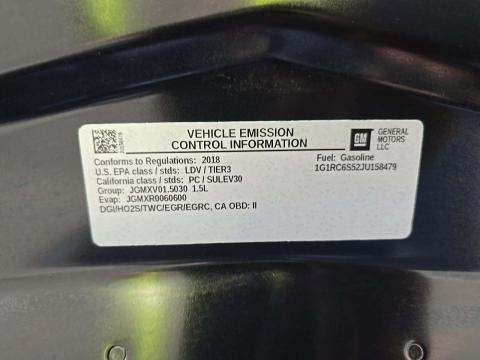 VEHICLE EMISSION
CONTROL INFORMATION
GM
GENERAL
MOTORS
LLC
Conforms to Regulations: 2018
U.S. EPA class / stds: LDV / TIER3
California class / stds: PC / SULEV30
Group: JGMXV01.5030 1.5L
Evap: JGMXR0060600
DGI/HO2S/TWC/EGR/EGRC, CA OBD: II
Fuel: Gasoline
1G1RC6S52JU158479